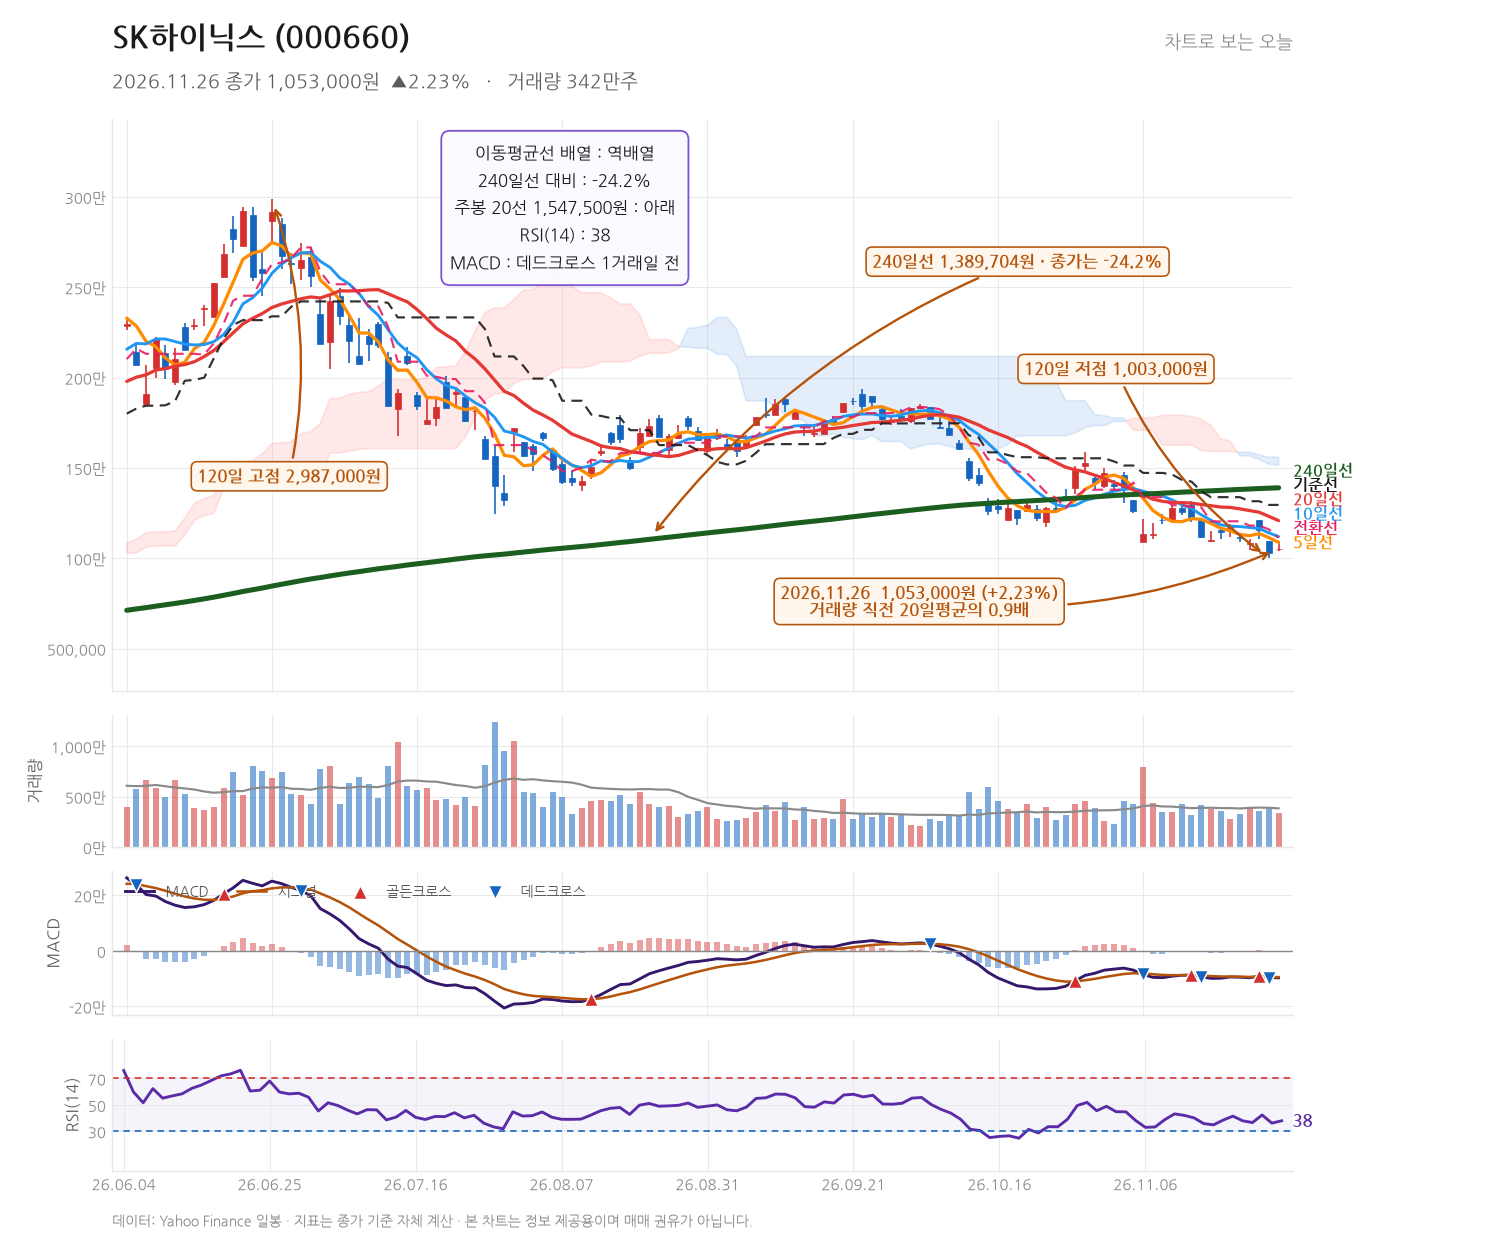 SK하이닉스 (000660)
차트로 보는 오늘
2026.11.26 종가 1,053,000원 ▲2.23% · 거래량 342만주
이동평균선 배열 : 역배열
240일선 대비 : -24.2%
주봉 20선 1,547,500원 : 아래
RSI(14) : 38
MACD : 데드크로스 1거래일 전
300만
250만
200만
150만
100만
500,000
240일선 1,389,704원 · 종가는 -24.2%
120일 저점 1,003,000원
120일 고점 2,987,000원
2026.11.26 1,053,000원 (+2.23%)
거래량 직전 20일평균의 0.9배
240일선
기준선
20일선
10일선
전환선
5일선
거래량
1,000만
500만
0만
MACD
20만
0
-20만
MACD
시그널
골든크로스
데드크로스
RSI(14)
70
50
30
38
26.06.04
26.06.25
26.07.16
26.08.07
26.08.31
26.09.21
26.10.16
26.11.06
데이터: Yahoo Finance 일봉 · 지표는 종가 기준 자체 계산 · 본 차트는 정보 제공용이며 매매 권유가 아닙니다.